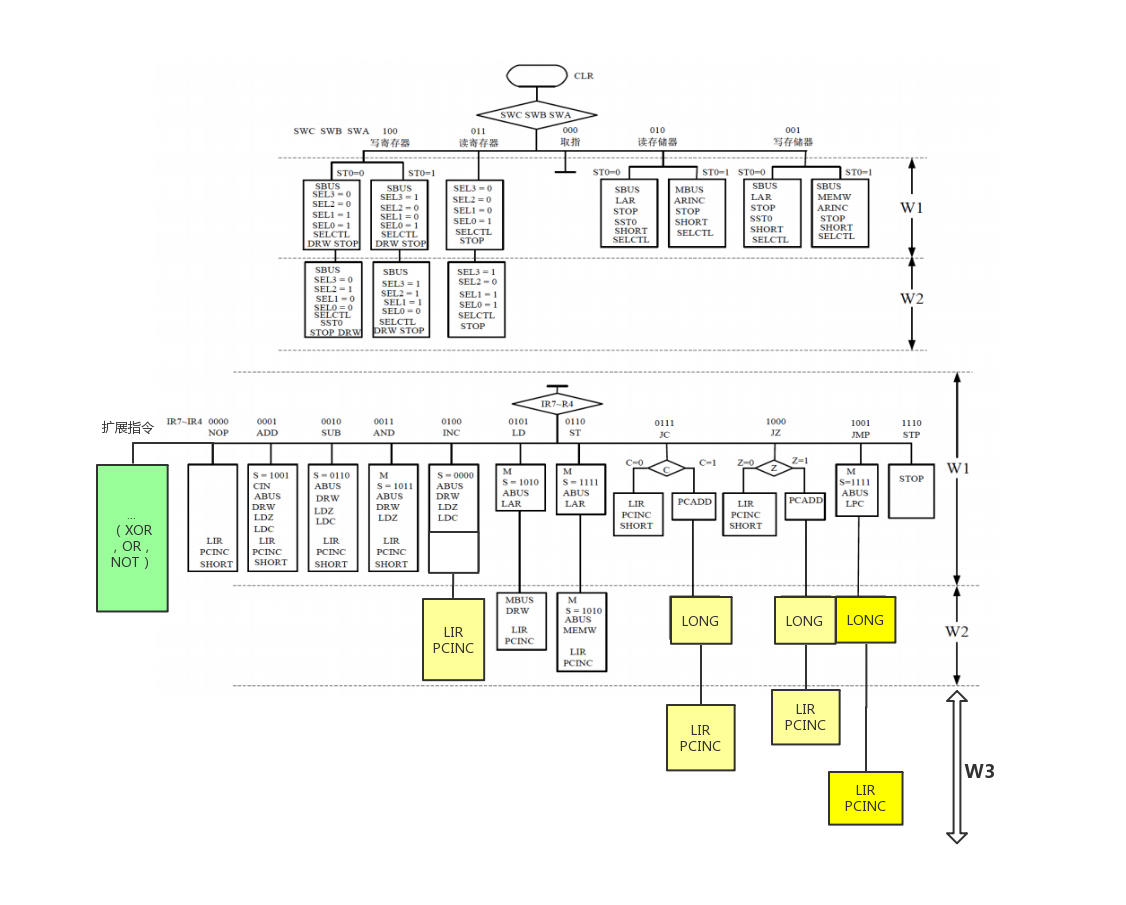 CLR
SWC SWB SWA
SWC SWB SWA 100
写寄存器
011
读寄存器
000
取指
010
读存储器
001
写存储器
ST0=0
ST0=1
ST0=0
ST0=1
ST0=0
ST0=1
SBUS
SEL3 = 0
SEL2 = 0
SEL1 = 1
SEL0 = 1
SELCTL
DRW STOP
SBUS
SEL3 = 1
SEL2 = 0
SEL1 = 0
SEL0 = 1
SELCTL
DRW STOP
SEL3 = 0
SEL2 = 0
SEL1 = 0
SEL0 = 1
SELCTL
STOP
SBUS
LAR
STOP
SST0
SHORT
SELCTL
MBUS
ARINC
STOP
SHORT
SELCTL
SBUS
LAR
STOP
SST0
SHORT
SELCTL
SBUS
MEMW
ARINC
STOP
SHORT
SELCTL
W1
SBUS
SEL3 = 0
SEL2 = 1
SEL1 = 0
SEL0 = 0
SELCTL
SST0
STOP DRW
SBUS
SEL3 = 1
SEL2 = 1
SEL1 = 1
SEL0 = 0
SELCTL
DRW STOP
SEL3 = 1
SEL2 = 0
SEL1 = 1
SEL0 = 1
SELCTL
STOP
W2
IR7~R4
扩展指令
IR7~IR4 0000
NOP
0001
ADD
0010
SUB
0011
AND
0100
INC
0101
LD
0110
ST
0111
JC
1000
JZ
1001
JMP
1110
STP
...
（XOR
，OR，
NOT）
LIR
PCINC
SHORT
S = 1001
CIN
ABUS
DRW
LDZ
LDC
LIR
PCINC
SHORT
S = 0110
ABUS
DRW
LDZ
LDC
LIR
PCINC
SHORT
M
S = 1011
ABUS
DRW
LDZ
LIR
PCINC
SHORT
S = 0000
ABUS
DRW
LDZ
LDC
M
S = 1010
ABUS
LAR
M
S = 1111
ABUS
LAR
C=0
C
C=1
LIR
PCINC
SHORT
PCADD
Z=0
Z
Z=1
LIR
PCINC
SHORT
PCADD
M
S=1111
ABUS
LPC
STOP
W1
LIR
PCINC
MBUS
DRW
LIR
PCINC
M
S = 1010
ABUS
MEMW
LIR
PCINC
LONG
LONG
LONG
W2
LIR
PCINC
LIR
PCINC
LIR
PCINC
W3